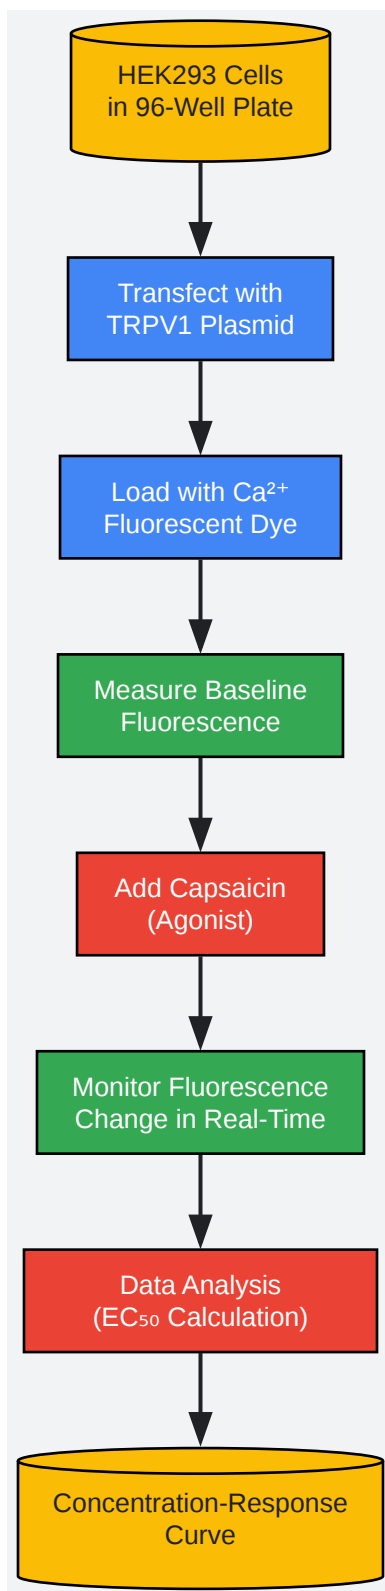 HEK293 Cells
in 96-Well Plate
Transfect with
TRPV1 Plasmid
Load with Ca²⁺
Fluorescent Dye
Measure Baseline
Fluorescence
Add Capsaicin
(Agonist)
Monitor Fluorescence
Change in Real-Time
Data Analysis
(EC₅₀ Calculation)
Concentration-Response
Curve